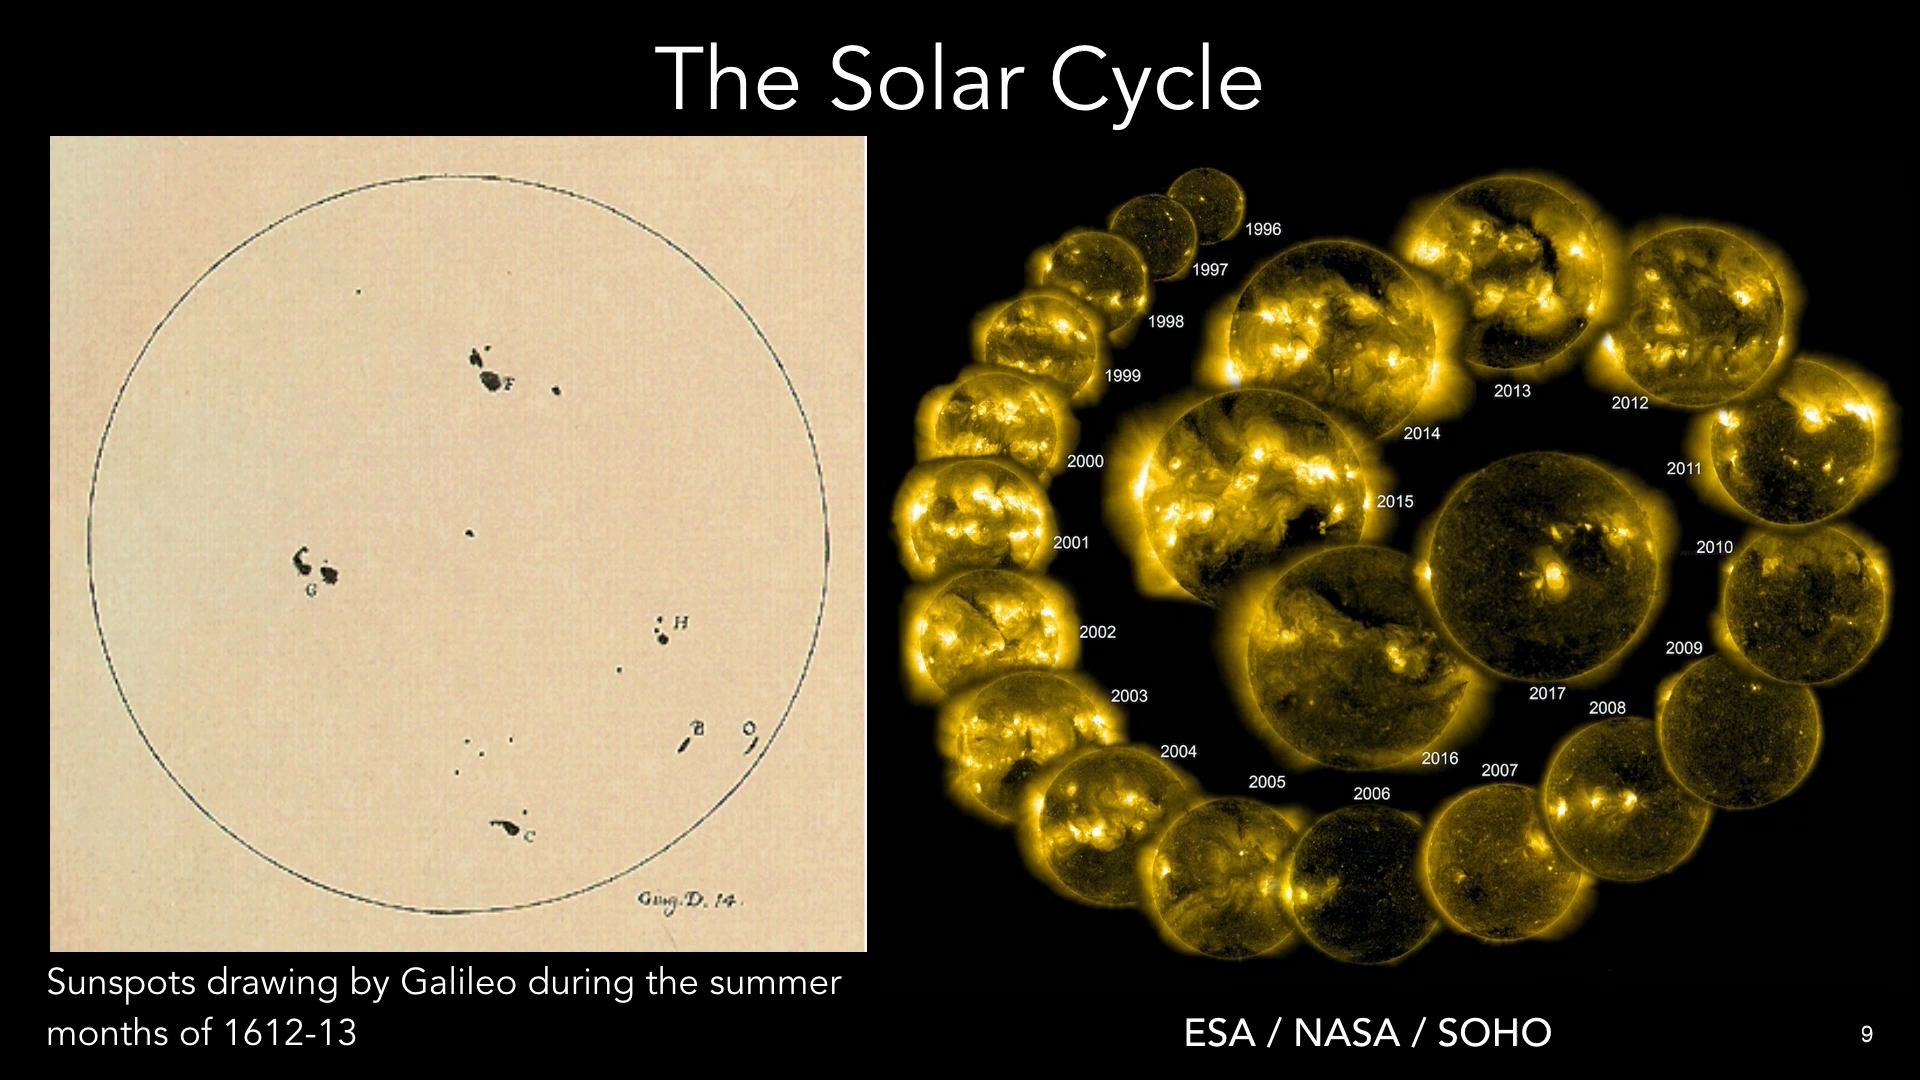 The Solar Cycle
F
G
H
B
O
C
Giug. D. 14.
Sunspots drawing by Galileo during the summer
months of 1612-13
1996
1997
1998
1999
2000
2001
2002
2003
2004
2005
2006
2007
2008
2009
2010
2011
2012
2013
2014
2015
2016
2017
ESA / NASA / SOHO
9